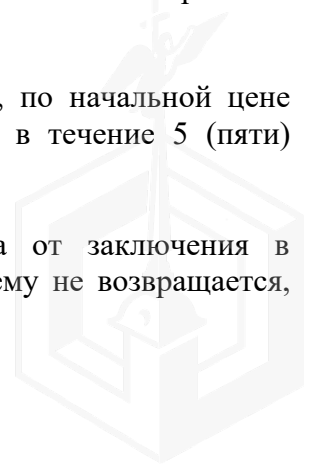 , по начальной цене
в течение 5 (пяти)
а от заключения в
ему не возвращается,